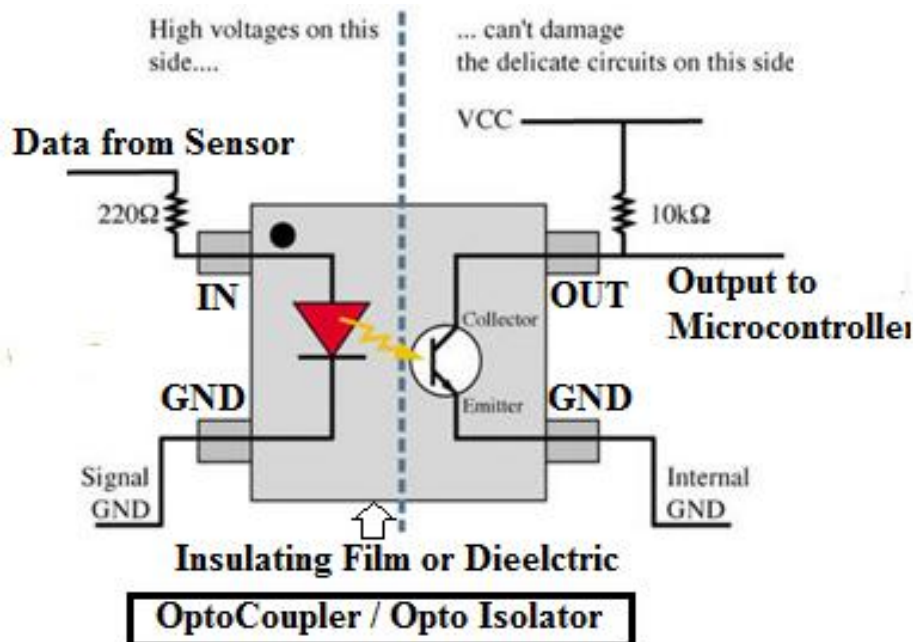 High voltages on this
side....
... can't damage
the delicate circuits on this side
VCC
Data from Sensor
220Ω
10kΩ
IN
OUT
Output to
Microcontroller
Collector
GND
Emitter
GND
Signal
GND
Internal
GND
Insulating Film or Dieelctric
OptoCoupler / Opto Isolator